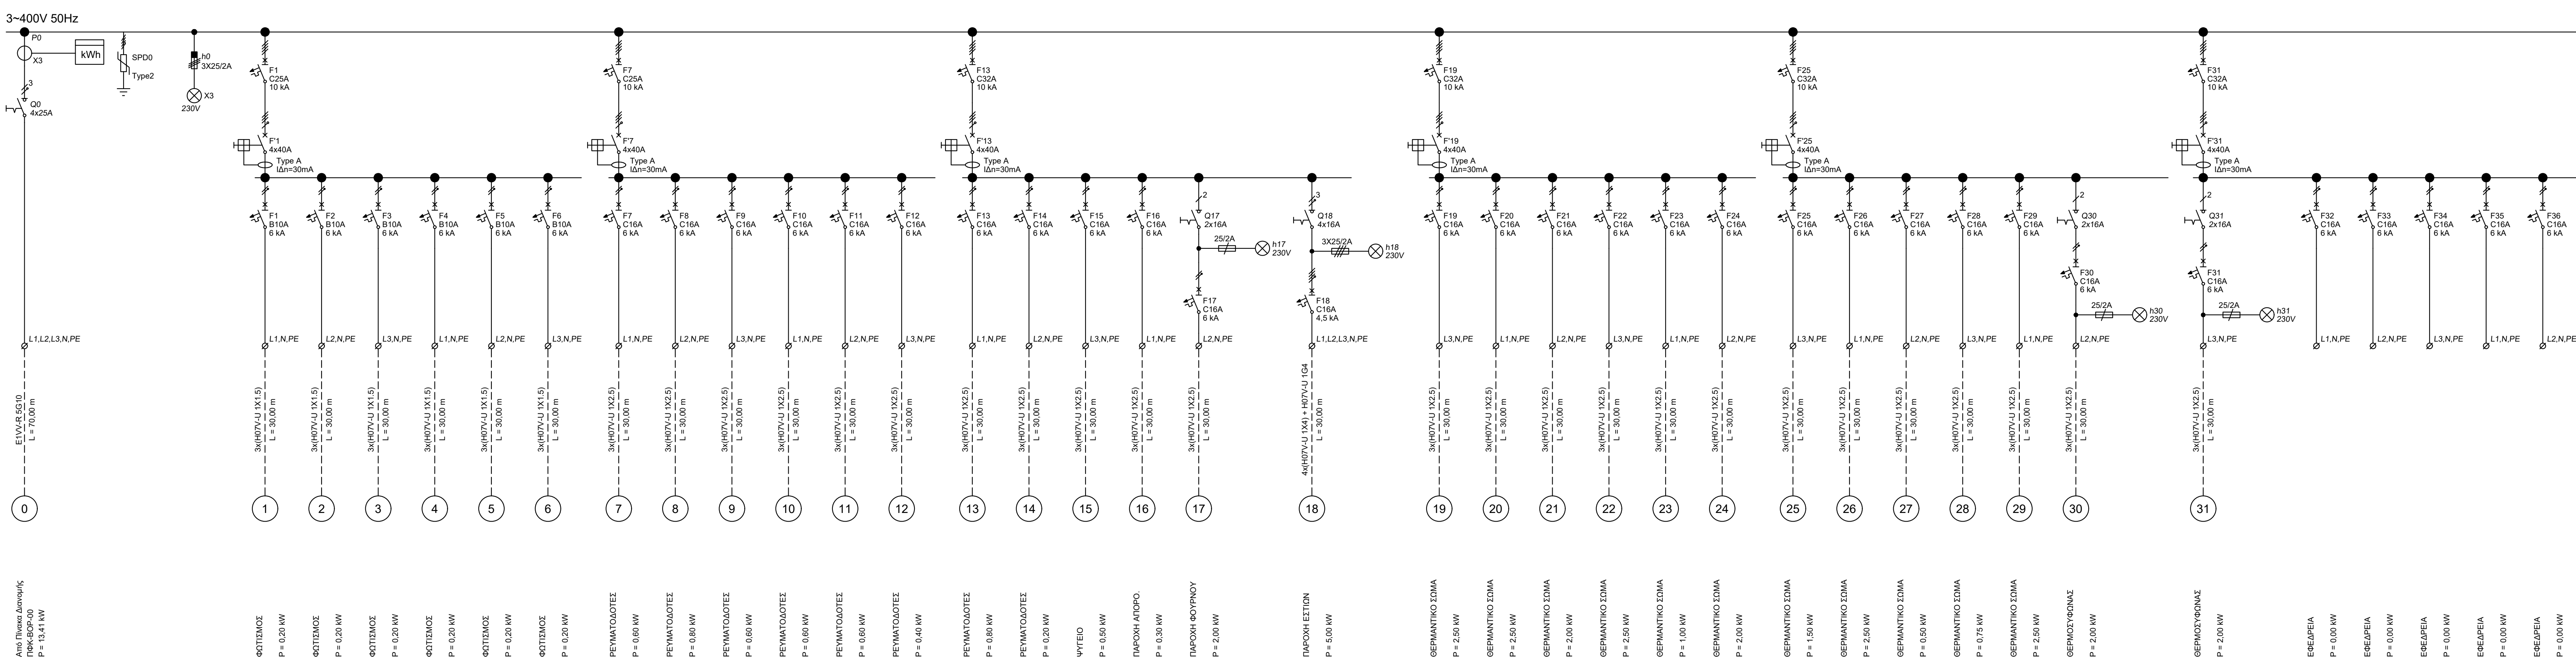 3~400V 50Hz
P0
X3
kWh
3
Q0
4x25A
SPD0
Type2
h0
3X25/2A
X3
230V
F1
C25A
10 kA
F'1
4x40A
Type A
IΔn=30mA
F7
C25A
10 kA
F'7
4x40A
Type A
IΔn=30mA
F13
C32A
10 kA
F'13
4x40A
Type A
IΔn=30mA
F19
C32A
10 kA
F'19
4x40A
Type A
IΔn=30mA
F25
C32A
10 kA
F'25
4x40A
Type A
IΔn=30mA
F31
C32A
10 kA
F'31
4x40A
Type A
IΔn=30mA
F1
B10A
6 kA
F2
B10A
6 kA
F3
B10A
6 kA
F4
B10A
6 kA
F5
B10A
6 kA
F6
B10A
6 kA
F7
C16A
6 kA
F8
C16A
6 kA
F9
C16A
6 kA
F10
C16A
6 kA
F11
C16A
6 kA
F12
C16A
6 kA
F13
C16A
6 kA
F14
C16A
6 kA
F15
C16A
6 kA
F16
C16A
6 kA
2
Q17
2x16A
25/2A
h17
230V
F17
C16A
6 kA
3
Q18
4x16A
3X25/2A
h18
230V
F18
C16A
4,5 kA
F19
C16A
6 kA
F20
C16A
6 kA
F21
C16A
6 kA
F22
C16A
6 kA
F23
C16A
6 kA
F24
C16A
6 kA
F25
C16A
6 kA
F26
C16A
6 kA
F27
C16A
6 kA
F28
C16A
6 kA
F29
C16A
6 kA
2
Q30
2x16A
F30
C16A
6 kA
25/2A
h30
230V
2
Q31
2x16A
F31
C16A
6 kA
25/2A
h31
230V
F32
C16A
6 kA
F33
C16A
6 kA
F34
C16A
6 kA
F35
C16A
6 kA
F36
C16A
6 kA
L1,L2,L3,N,PE
L1,N,PE
L2,N,PE
L3,N,PE
L1,N,PE
L2,N,PE
L3,N,PE
L1,N,PE
L2,N,PE
L3,N,PE
L1,N,PE
L2,N,PE
L3,N,PE
L1,N,PE
L2,N,PE
L3,N,PE
L1,N,PE
L2,N,PE
L1,L2,L3,N,PE
L3,N,PE
L1,N,PE
L2,N,PE
L3,N,PE
L1,N,PE
L2,N,PE
L3,N,PE
L1,N,PE
L2,N,PE
L3,N,PE
L1,N,PE
L2,N,PE
L3,N,PE
L1,N,PE
L2,N,PE
L3,N,PE
L1,N,PE
L2,N,PE
E1VV-R 5G10
L = 70,00 m
3x(H07V-U 1X1.5)
L = 30,00 m
3x(H07V-U 1X1.5)
L = 30,00 m
3x(H07V-U 1X1.5)
L = 30,00 m
3x(H07V-U 1X1.5)
L = 30,00 m
3x(H07V-U 1X1.5)
L = 30,00 m
3x(H07V-U 1X1.5)
L = 30,00 m
3x(H07V-U 1X2.5)
L = 30,00 m
3x(H07V-U 1X2.5)
L = 30,00 m
3x(H07V-U 1X2.5)
L = 30,00 m
3x(H07V-U 1X2.5)
L = 30,00 m
3x(H07V-U 1X2.5)
L = 30,00 m
3x(H07V-U 1X2.5)
L = 30,00 m
3x(H07V-U 1X2.5)
L = 30,00 m
3x(H07V-U 1X2.5)
L = 30,00 m
3x(H07V-U 1X2.5)
L = 30,00 m
3x(H07V-U 1X2.5)
L = 30,00 m
3x(H07V-U 1X2.5)
L = 30,00 m
4x(H07V-U 1X4) + H07V-U 1G4
L = 30,00 m
3x(H07V-U 1X2.5)
L = 30,00 m
3x(H07V-U 1X2.5)
L = 30,00 m
3x(H07V-U 1X2.5)
L = 30,00 m
3x(H07V-U 1X2.5)
L = 30,00 m
3x(H07V-U 1X2.5)
L = 30,00 m
3x(H07V-U 1X2.5)
L = 30,00 m
3x(H07V-U 1X2.5)
L = 30,00 m
3x(H07V-U 1X2.5)
L = 30,00 m
3x(H07V-U 1X2.5)
L = 30,00 m
3x(H07V-U 1X2.5)
L = 30,00 m
3x(H07V-U 1X2.5)
L = 30,00 m
3x(H07V-U 1X2.5)
L = 30,00 m
3x(H07V-U 1X2.5)
L = 30,00 m
0
1
2
3
4
5
6
7
8
9
10
11
12
13
14
15
16
17
18
19
20
21
22
23
24
25
26
27
28
29
30
31
Από Πίνακα Διανομής
ΠΦΚ-ΒΟΡ-00
P = 13,41 kW
ΦΩΤΙΣΜΟΣ
P = 0,20 kW
ΦΩΤΙΣΜΟΣ
P = 0,20 kW
ΦΩΤΙΣΜΟΣ
P = 0,20 kW
ΦΩΤΙΣΜΟΣ
P = 0,20 kW
ΦΩΤΙΣΜΟΣ
P = 0,20 kW
ΦΩΤΙΣΜΟΣ
P = 0,20 kW
ΡΕΥΜΑΤΟΔΟΤΕΣ
P = 0,60 kW
ΡΕΥΜΑΤΟΔΟΤΕΣ
P = 0,80 kW
ΡΕΥΜΑΤΟΔΟΤΕΣ
P = 0,60 kW
ΡΕΥΜΑΤΟΔΟΤΕΣ
P = 0,60 kW
ΡΕΥΜΑΤΟΔΟΤΕΣ
P = 0,60 kW
ΡΕΥΜΑΤΟΔΟΤΕΣ
P = 0,40 kW
ΡΕΥΜΑΤΟΔΟΤΕΣ
P = 0,80 kW
ΡΕΥΜΑΤΟΔΟΤΕΣ
P = 0,20 kW
ΨΥΓΕΙΟ
P = 0,50 kW
ΠΑΡΟΧΗ ΑΠΟΡΟ.
P = 0,30 kW
ΠΑΡΟΧΗ ΦΟΥΡΝΟΥ
P = 2,00 kW
ΠΑΡΟΧΗ ΕΣΤΙΩΝ
P = 5,00 kW
ΘΕΡΜΑΝΤΙΚΟ ΣΩΜΑ
P = 2,50 kW
ΘΕΡΜΑΝΤΙΚΟ ΣΩΜΑ
P = 2,50 kW
ΘΕΡΜΑΝΤΙΚΟ ΣΩΜΑ
P = 2,00 kW
ΘΕΡΜΑΝΤΙΚΟ ΣΩΜΑ
P = 2,50 kW
ΘΕΡΜΑΝΤΙΚΟ ΣΩΜΑ
P = 1,00 kW
ΘΕΡΜΑΝΤΙΚΟ ΣΩΜΑ
P = 2,00 kW
ΘΕΡΜΑΝΤΙΚΟ ΣΩΜΑ
P = 1,50 kW
ΘΕΡΜΑΝΤΙΚΟ ΣΩΜΑ
P = 2,50 kW
ΘΕΡΜΑΝΤΙΚΟ ΣΩΜΑ
P = 0,50 kW
ΘΕΡΜΑΝΤΙΚΟ ΣΩΜΑ
P = 0,75 kW
ΘΕΡΜΑΝΤΙΚΟ ΣΩΜΑ
P = 2,50 kW
ΘΕΡΜΟΣΥΦΩΝΑΣ
P = 2,00 kW
ΘΕΡΜΟΣΥΦΩΝΑΣ
P = 2,00 kW
ΕΦΕΔΡΕΙΑ
P = 0,00 kW
ΕΦΕΔΡΕΙΑ
P = 0,00 kW
ΕΦΕΔΡΕΙΑ
P = 0,00 kW
ΕΦΕΔΡΕΙΑ
P = 0,00 kW
ΕΦΕΔΡΕΙΑ
P = 0,00 kW